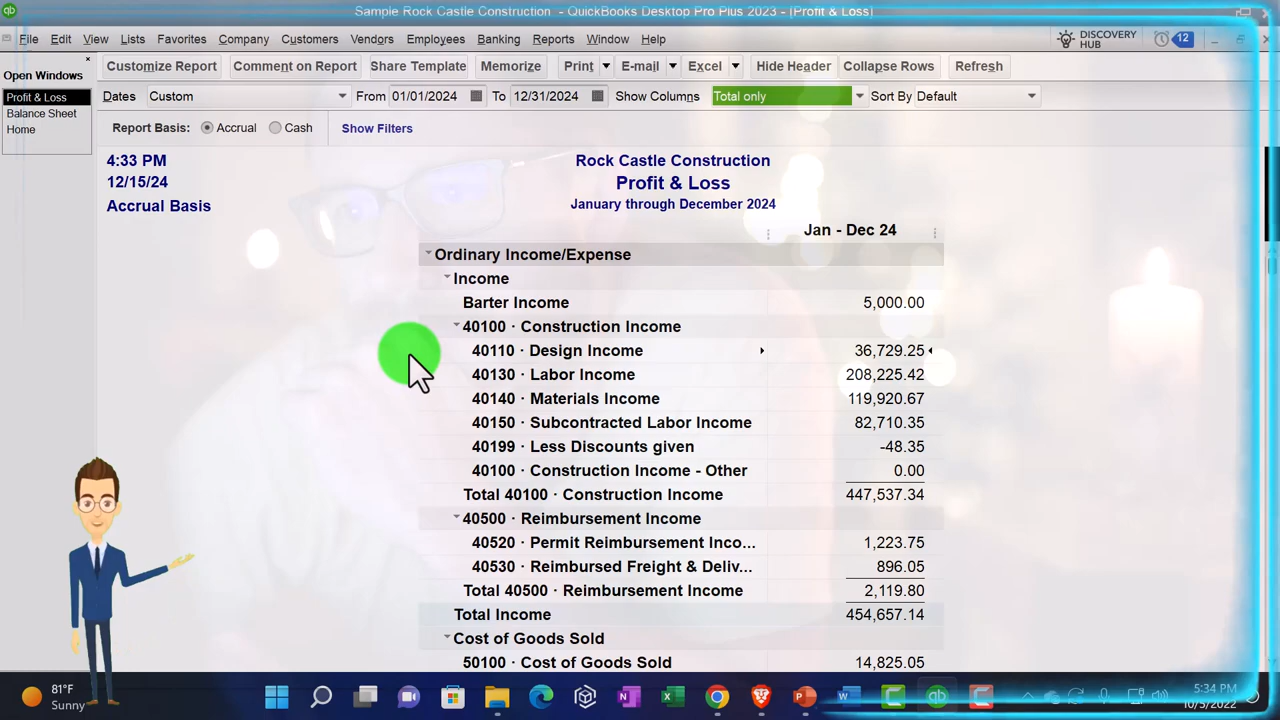 Sample Rock Castle Construction - QuickBooks Desktop Pro Plus 2023 - [Profit & Loss]
File Edit View Lists Favorites Company Customers Vendors Employees Banking Reports Window Help
DISCOVERY HUB
12
Open Windows
Profit & Loss
Balance Sheet
Home
Customize Report Comment on Report Share Template Memorize Print E-mail Excel Hide Header Collapse Rows Refresh
Dates Custom From 01/01/2024 To 12/31/2024 Show Columns Total only Sort By Default
Report Basis: Accrual Cash Show Filters
4:33 PM
12/15/24
Accrual Basis
Rock Castle Construction
Profit & Loss
January through December 2024
Jan - Dec 24
Ordinary Income/Expense
Income
Barter Income 5,000.00
40100 · Construction Income
40110 · Design Income 36,729.25
40130 · Labor Income 208,225.42
40140 · Materials Income 119,920.67
40150 · Subcontracted Labor Income 82,710.35
40199 · Less Discounts given -48.35
40100 · Construction Income - Other 0.00
Total 40100 · Construction Income 447,537.34
40500 · Reimbursement Income
40520 · Permit Reimbursement Inco... 1,223.75
40530 · Reimbursed Freight & Deliv... 896.05
Total 40500 · Reimbursement Income 2,119.80
Total Income 454,657.14
Cost of Goods Sold
50100 · Cost of Goods Sold 14,825.05
81°F
Sunny
5:34 PM
10/5/2022